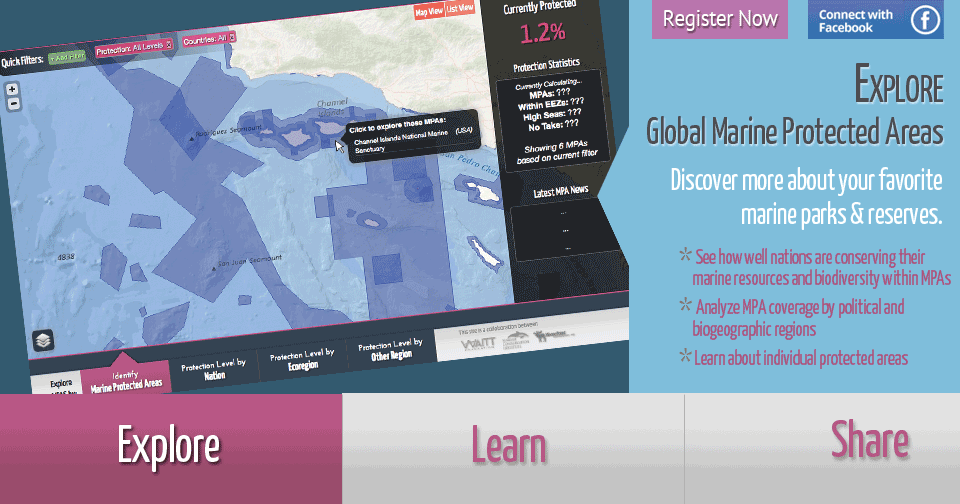 Map View List View
Currently Protected
1.2%
Quick Filters: + Add Filter Protection: All Levels Countries: All
Protection Statistics
Currently Calculating...
MPAs: ???
Within EEZs: ???
High Seas: ???
No Take: ???
Showing 6 MPAs
based on current filter
Latest MPA News
...
...
...
+
-
Channel
Islands
Rodriguez Seamount
Click to explore these MPAs:
Channel Islands National Marine (USA)
Sanctuary
San Juan Seamount
4838
Explore
Identify
Marine Protected Areas
Protection Level by
Nation
Protection Level by
Ecoregion
Protection Level by
Other Region
This site is a collaboration between:
WAITT
Register Now
Connect with
Facebook
Explore
Global Marine Protected Areas
Discover more about your favorite
marine parks & reserves.
* See how well nations are conserving their
marine resources and biodiversity within MPAs
* Analyze MPA coverage by political and
biogeographic regions
* Learn about individual protected areas
Explore
Learn
Share